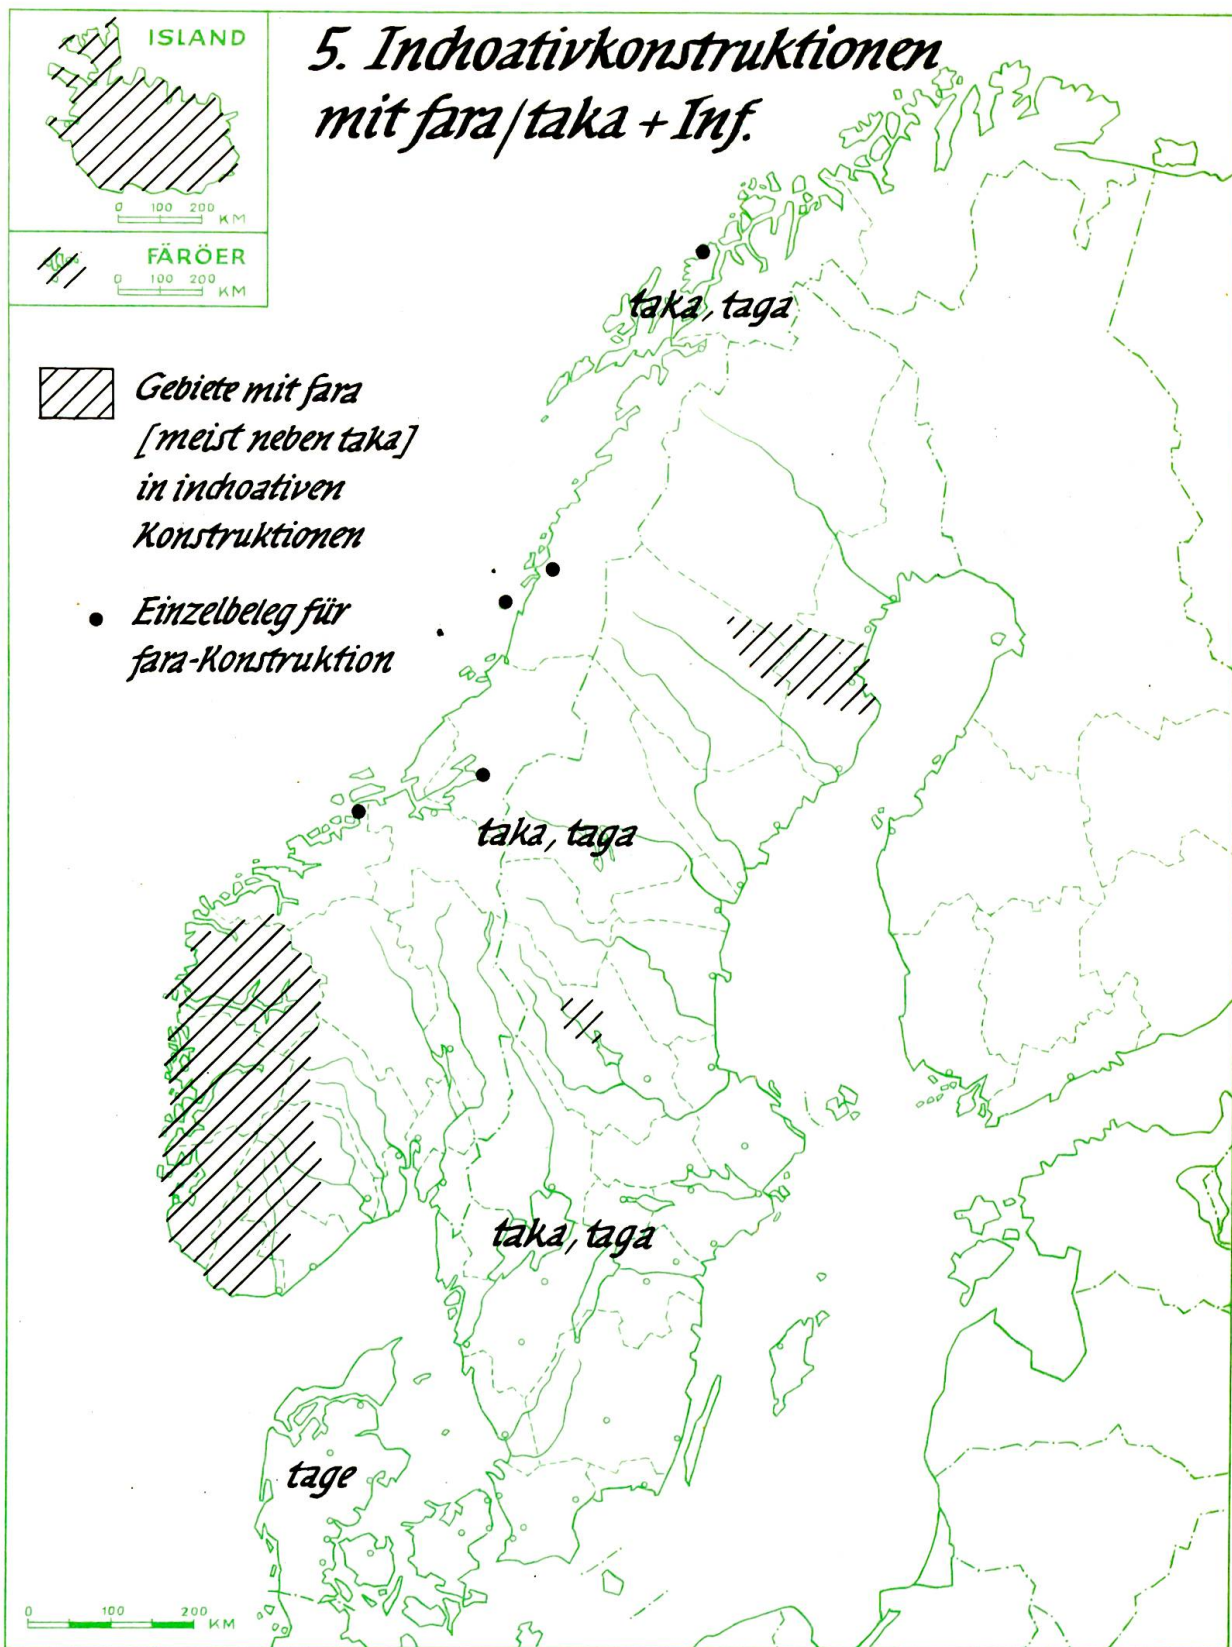 5. Inchoativkonstruktionen
mit fara/taka + Inf.
ISLAND
0 100 200
KM
FÄRÖER
0 100 200
KM
taka, taga
Gebiete mit fara
[meist neben taka]
in inchoativen
Konstruktionen
Einzelbeleg für
fara-Konstruktion
taka, taga
taka, taga
tage
0 100 200 KM